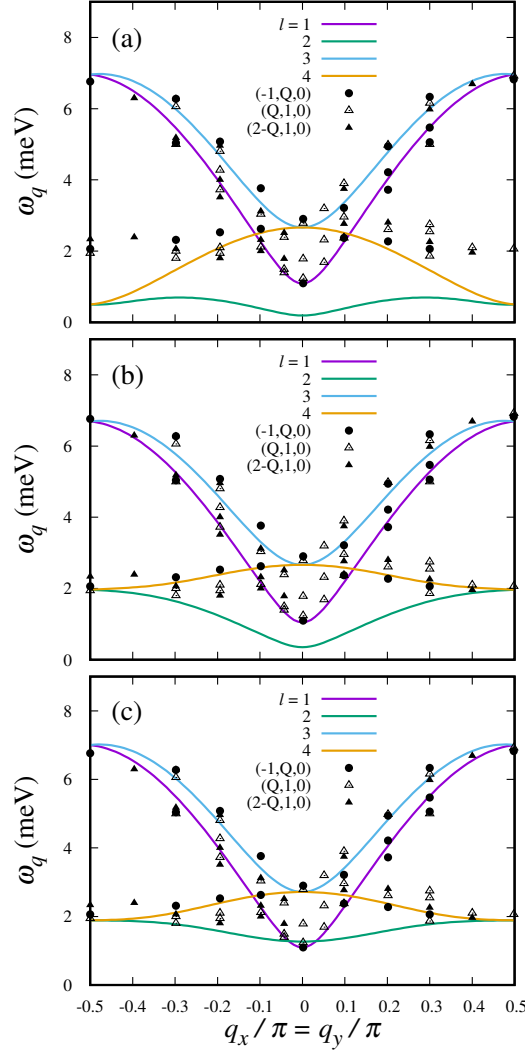 (a)
l = 1
2
3
4
(-1,Q,0)
(Q,1,0)
(2-Q,1,0)
ω_q (meV)
8
6
4
2
0
(b)
l = 1
2
3
4
(-1,Q,0)
(Q,1,0)
(2-Q,1,0)
ω_q (meV)
8
6
4
2
0
(c)
l = 1
2
3
4
(-1,Q,0)
(Q,1,0)
(2-Q,1,0)
ω_q (meV)
8
6
4
2
0
-0.5 -0.4 -0.3 -0.2 -0.1 0 0.1 0.2 0.3 0.4 0.5
q_x / π = q_y / π